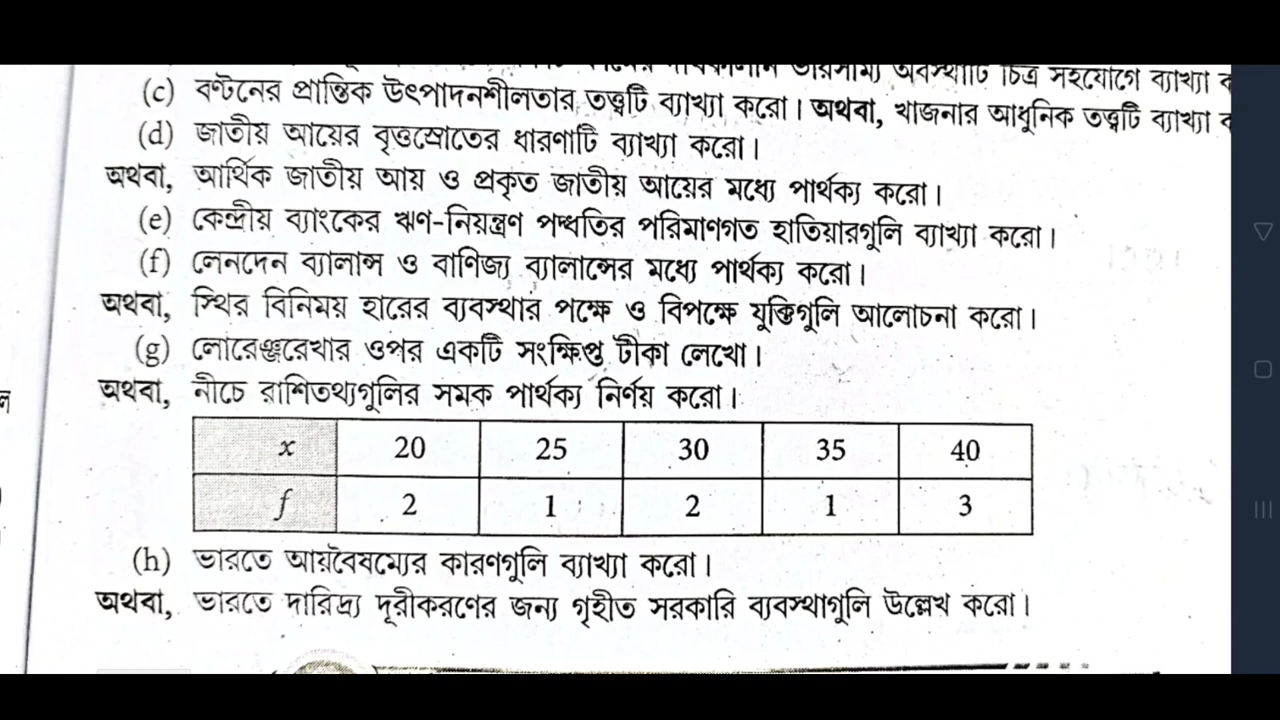 ভারসাম্য অবস্থাটি চিত্র সহযোগে ব্যাখ্যা
(c) বণ্টনের প্রান্তিক উৎপাদনশীলতার তত্ত্বটি ব্যাখ্যা করো। অথবা, খাজনার আধুনিক তত্ত্বটি ব্যাখ্যা
(d) জাতীয় আয়ের বৃত্তস্রোতের ধারণাটি ব্যাখ্যা করো।
অথবা, আর্থিক জাতীয় আয় ও প্রকৃত জাতীয় আয়ের মধ্যে পার্থক্য করো।
(e) কেন্দ্রীয় ব্যাংকের ঋণ-নিয়ন্ত্রণ পদ্ধতির পরিমাণগত হাতিয়ারগুলি ব্যাখ্যা করো।
(f) লেনদেন ব্যালান্স ও বাণিজ্য ব্যালান্সের মধ্যে পার্থক্য করো।
অথবা, স্থির বিনিময় হারের ব্যবস্থার পক্ষে ও বিপক্ষে যুক্তিগুলি আলোচনা করো।
(g) লোরেঞ্জরেখার ওপর একটি সংক্ষিপ্ত টীকা লেখো।
অথবা, নীচে রাশিতথ্যগুলির সমক পার্থক্য নির্ণয় করো।
x 20 25 30 35 40
f 2 1 2 1 3
(h) ভারতে আয়বৈষম্যের কারণগুলি ব্যাখ্যা করো।
অথবা, ভারতে দারিদ্র্য দূরীকরণের জন্য গৃহীত সরকারি ব্যবস্থাগুলি উল্লেখ করো।